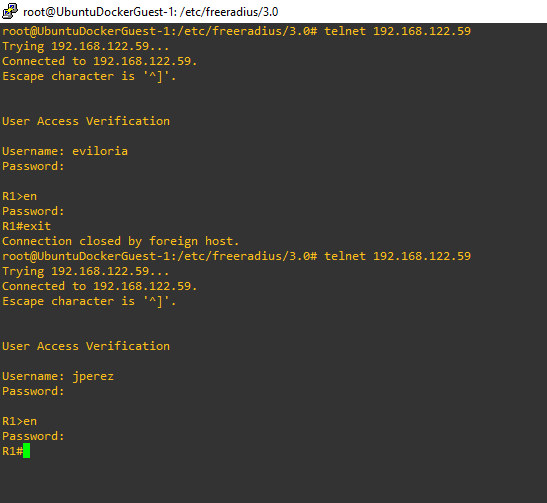 root@UbuntuDockerGuest-1: /etc/freeradius/3.0
root@UbuntuDockerGuest-1:/etc/freeradius/3.0# telnet 192.168.122.59
Trying 192.168.122.59...
Connected to 192.168.122.59.
Escape character is '^]'.
User Access Verification
Username: eviloria
Password:
R1>en
Password:
R1#exit
Connection closed by foreign host.
root@UbuntuDockerGuest-1:/etc/freeradius/3.0# telnet 192.168.122.59
Trying 192.168.122.59...
Connected to 192.168.122.59.
Escape character is '^]'.
User Access Verification
Username: jperez
Password:
R1>en
Password:
R1#